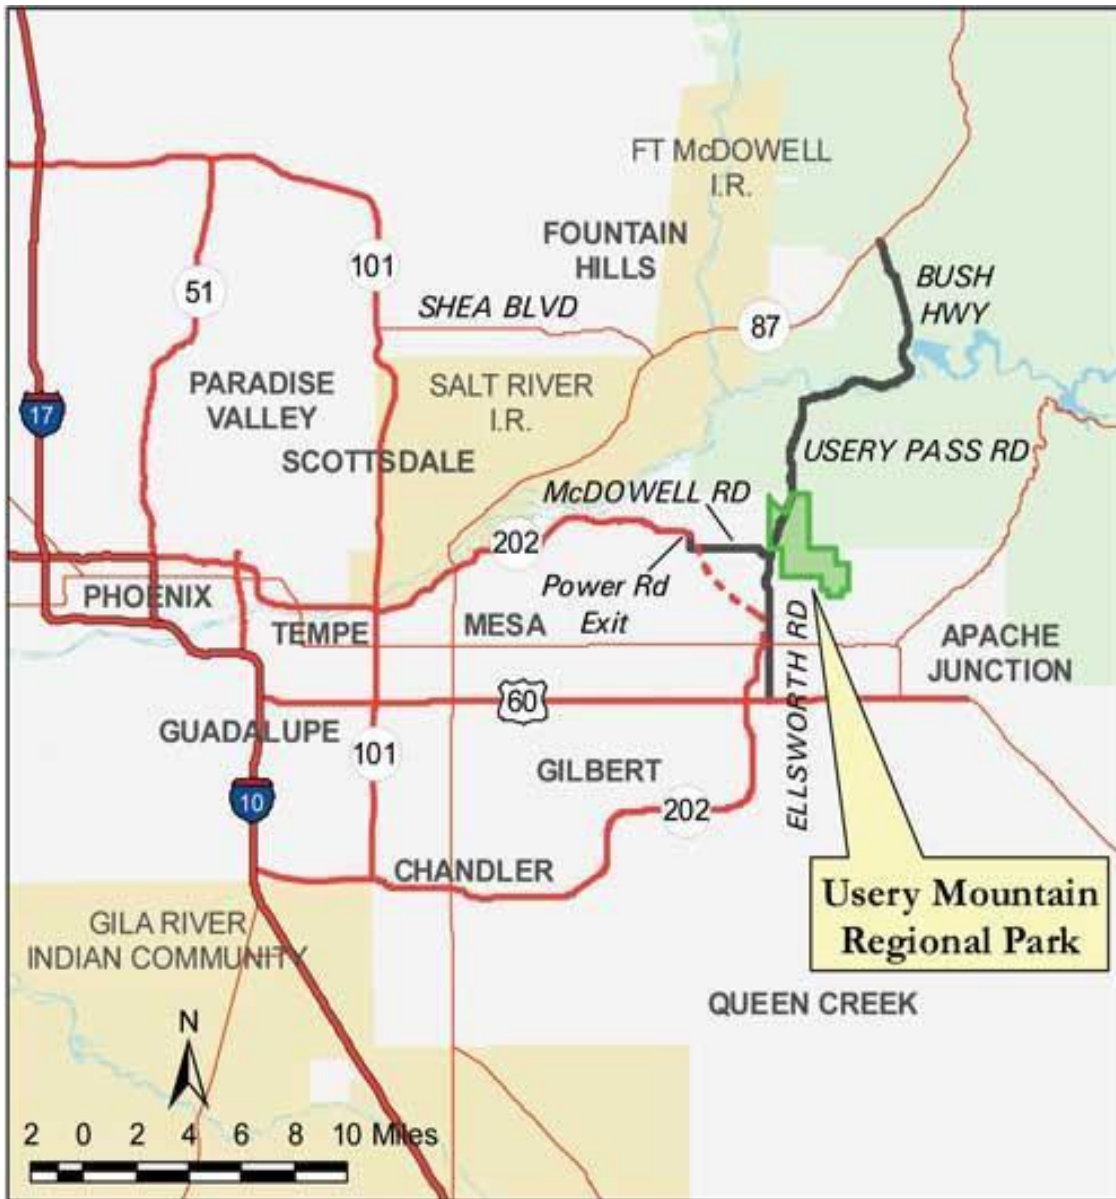 FT McDOWELL
I.R.
FOUNTAIN
HILLS
101
51
BUSH
HWY
SHEA BLVD
87
PARADISE
VALLEY
SALT RIVER
I.R.
17
SCOTTSDALE
USERY PASS RD
McDOWELL RD
202
PHOENIX
Power Rd
Exit
TEMPE
MESA
APACHE
JUNCTION
ELLSWORTH RD
60
GUADALUPE
101
GILBERT
10
202
CHANDLER
Usery Mountain
Regional Park
GILA RIVER
INDIAN COMMUNITY
QUEEN CREEK
N
2 0 2 4 6 8 10 Miles